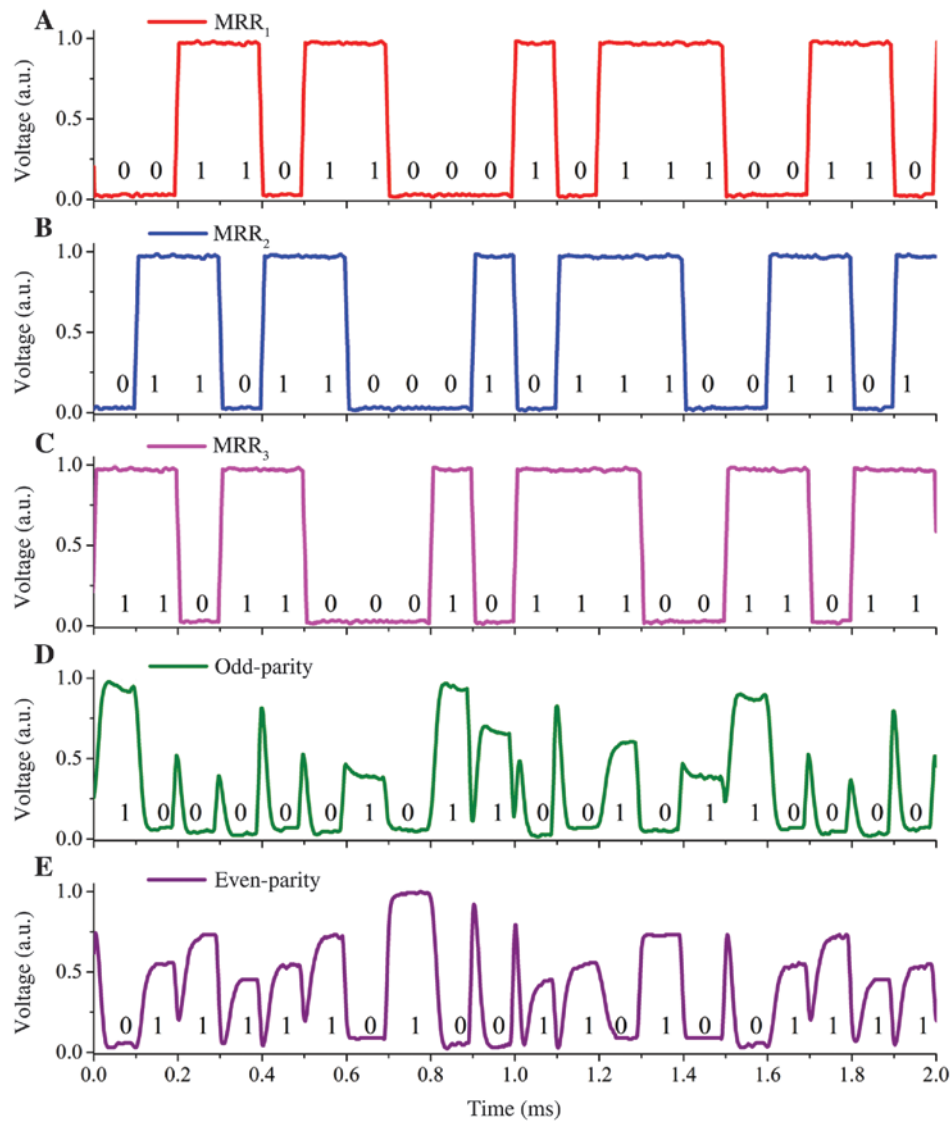 A
MRR1
Voltage (a.u.)
1.0
0.5
0.0
0 0 1 1 0 1 1 0 0 0 1 0 1 1 1 0 0 1 1 0
B
MRR2
Voltage (a.u.)
1.0
0.5
0.0
0 1 1 0 1 1 0 0 0 1 0 1 1 1 0 0 1 1 0 1
C
MRR3
Voltage (a.u.)
1.0
0.5
0.0
1 1 0 1 1 0 0 0 1 0 1 1 1 0 0 1 1 0 1 1
D
Odd-parity
Voltage (a.u.)
1.0
0.5
0.0
1 0 0 0 0 0 1 0 1 1 0 0 1 0 1 1 0 0 0 0
E
Even-parity
Voltage (a.u.)
1.0
0.5
0.0
0 1 1 1 1 1 0 1 0 0 1 1 0 1 0 0 1 1 1 1
0.0 0.2 0.4 0.6 0.8 1.0 1.2 1.4 1.6 1.8 2.0
Time (ms)